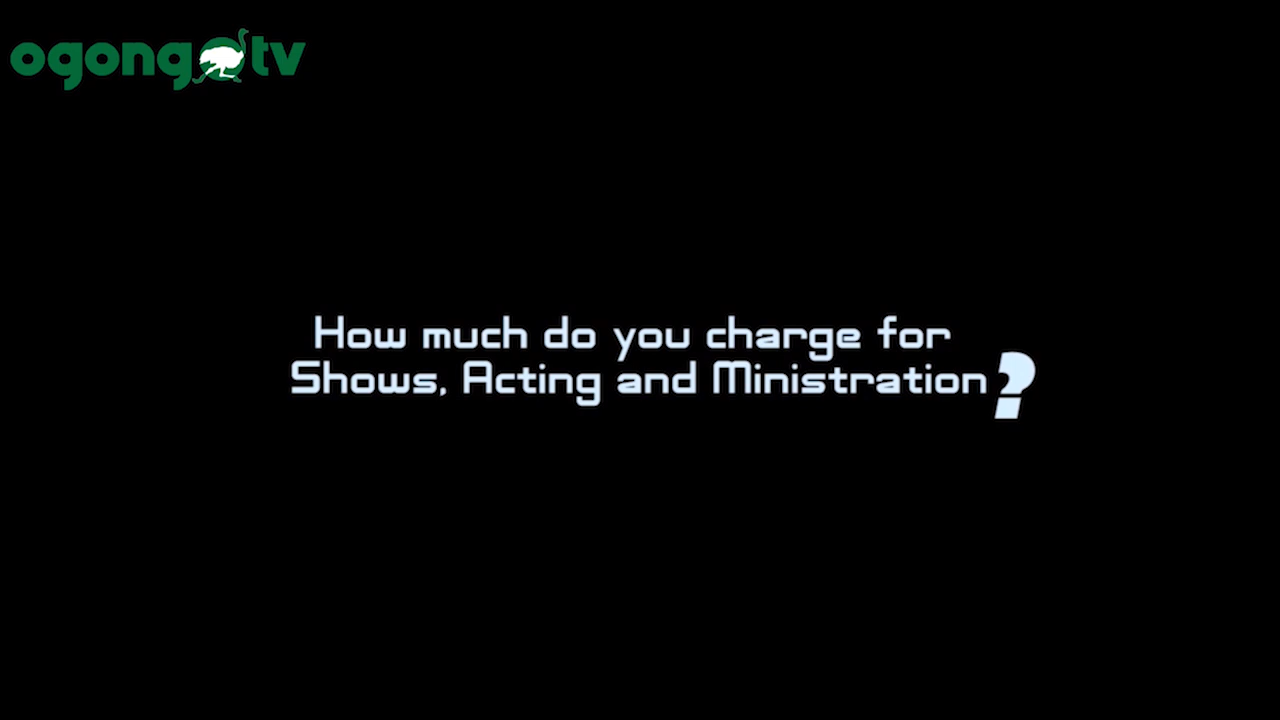 ogongotv
How much do you charge for
Shows, Acting and Ministration?